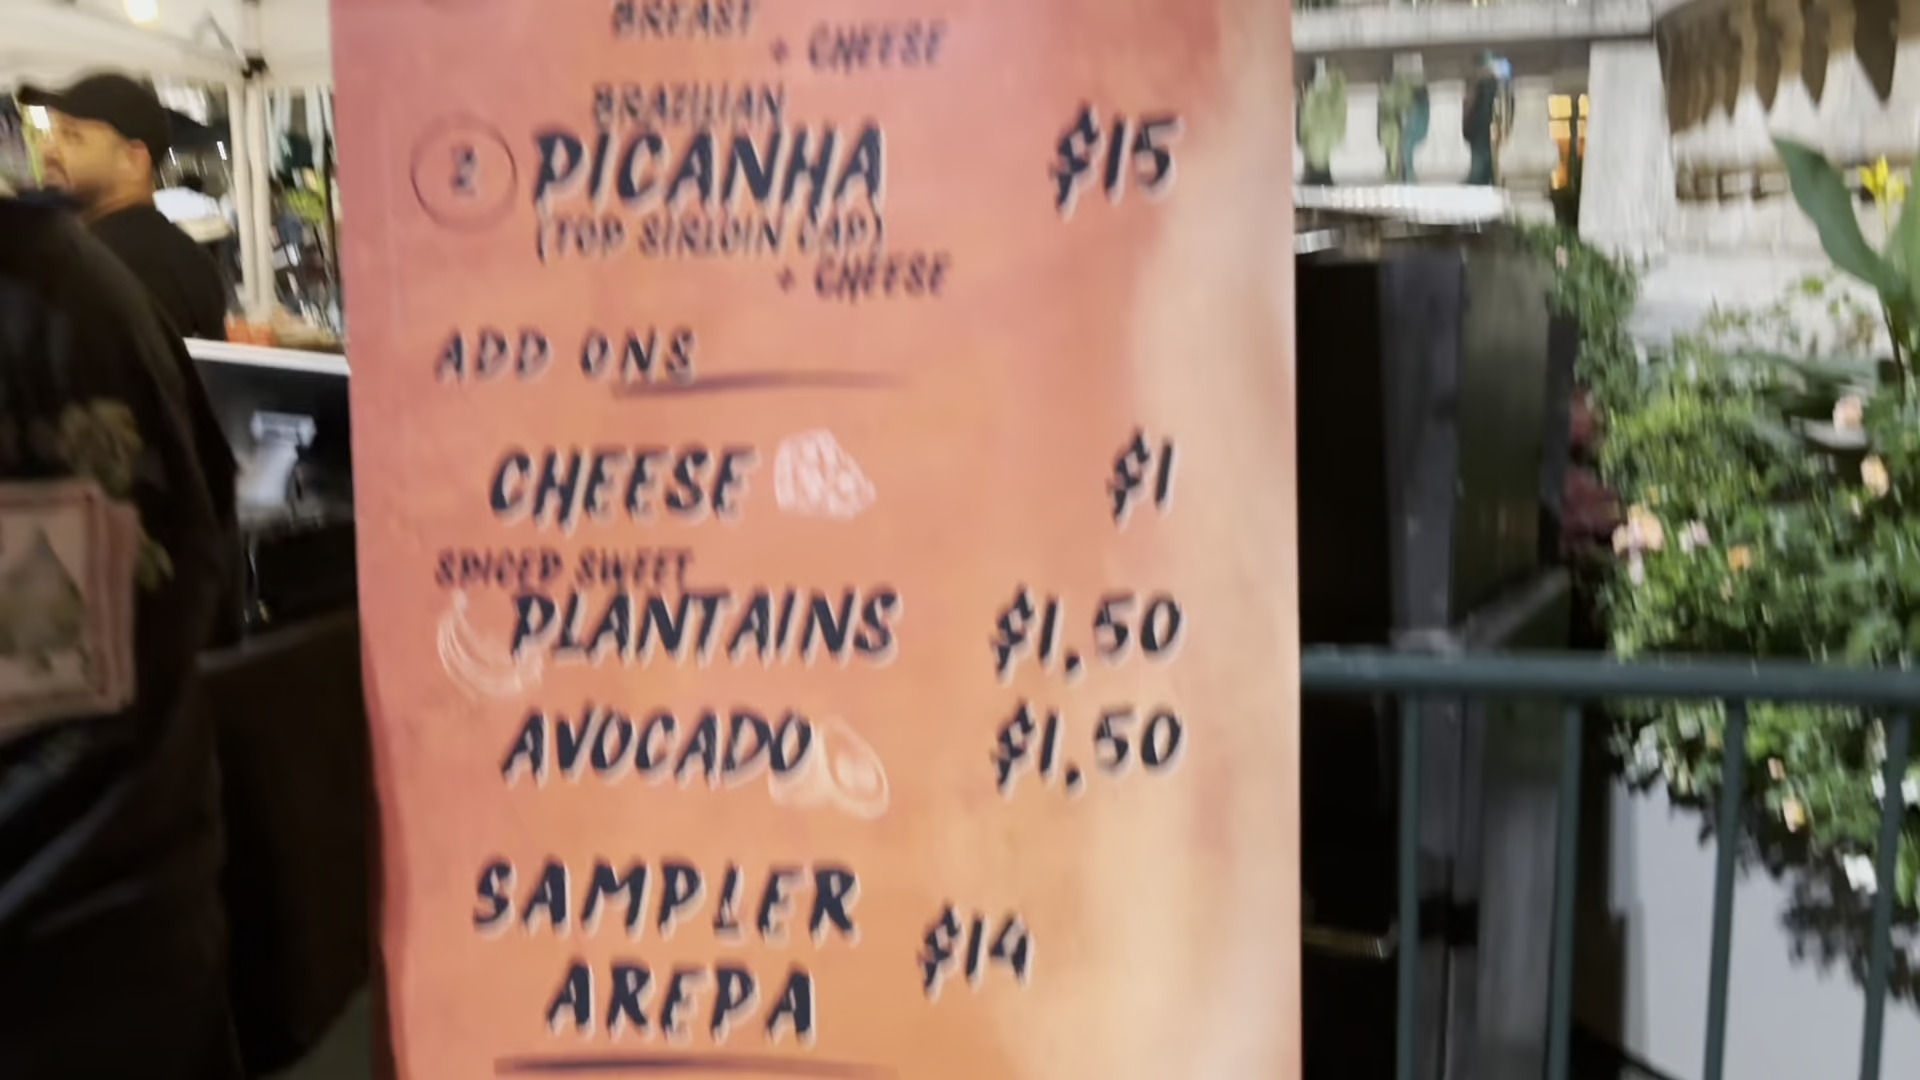 BREAST
+ CHEESE
BRAZILIAN
2 PICANHA $15
(TOP SIRLOIN CAP)
+ CHEESE
ADD ONS
CHEESE $1
SPICED SWEET
PLANTAINS $1.50
AVOCADO $1.50
SAMPLER
AREPA $14